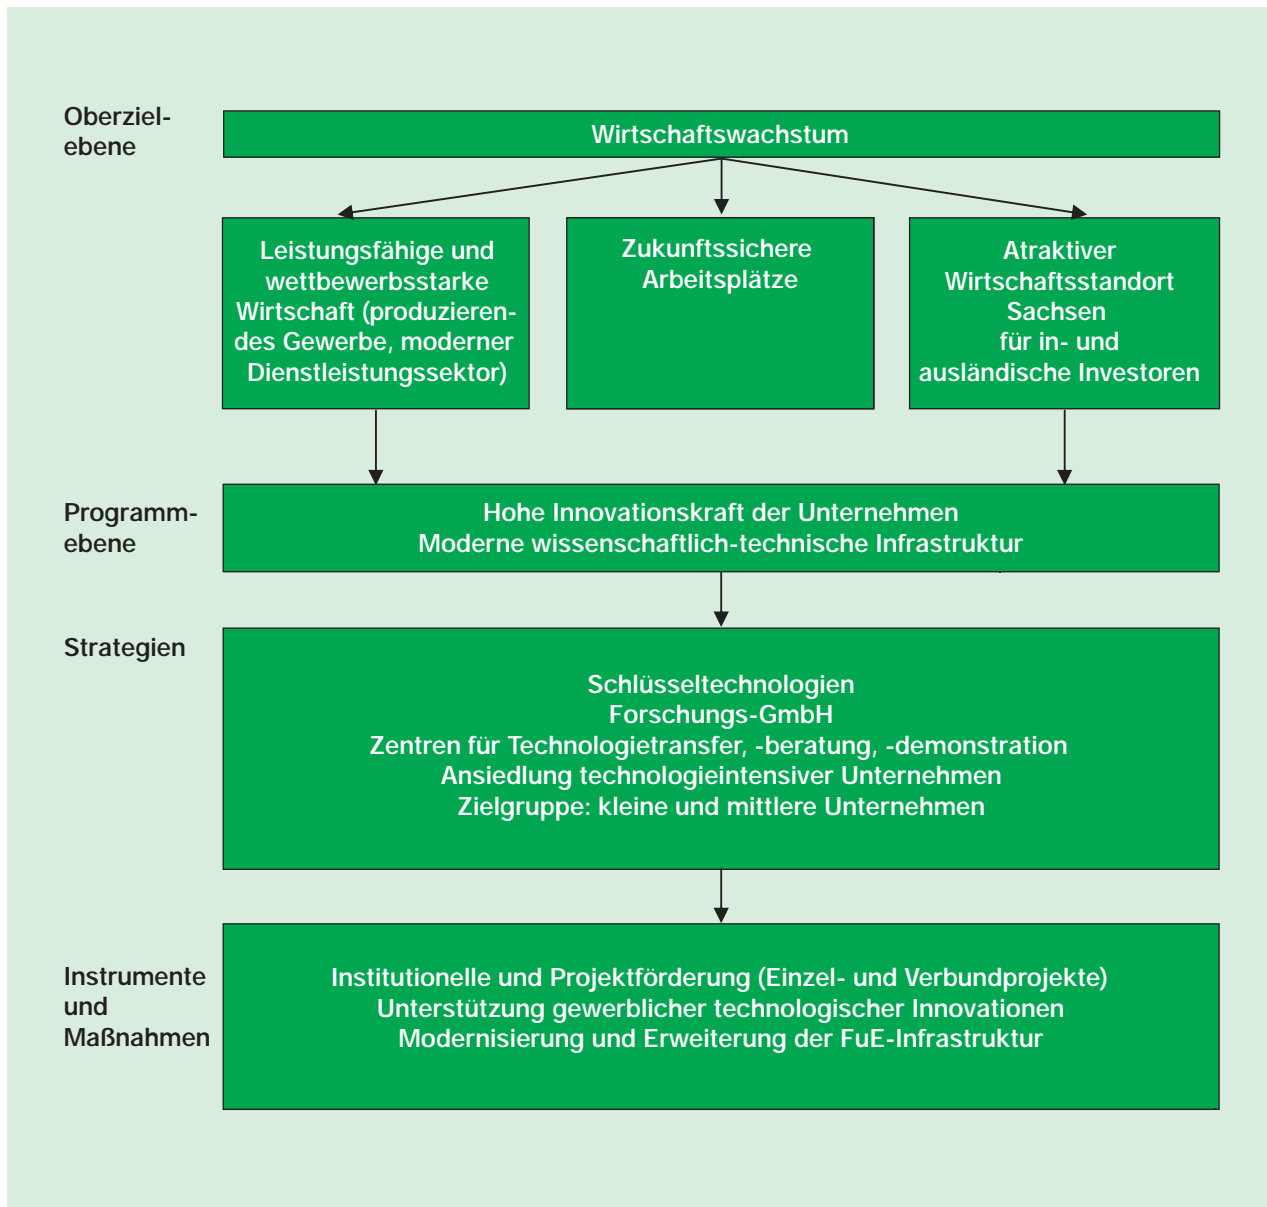 Oberziel-
ebene
Wirtschaftswachstum
Leistungsfähige und
wettbewerbsstarke
Wirtschaft (produzieren-
des Gewerbe, moderner
Dienstleistungssektor)
Zukunftssichere
Arbeitsplätze
Atraktiver
Wirtschaftsstandort
Sachsen
für in- und
ausländische Investoren
Programm-
ebene
Hohe Innovationskraft der Unternehmen
Moderne wissenschaftlich-technische Infrastruktur
Strategien
Schlüsseltechnologien
Forschungs-GmbH
Zentren für Technologietransfer, -beratung, -demonstration
Ansiedlung technologieintensiver Unternehmen
Zielgruppe: kleine und mittlere Unternehmen
Instrumente
und
Maßnahmen
Institutionelle und Projektförderung (Einzel- und Verbundprojekte)
Unterstützung gewerblicher technologischer Innovationen
Modernisierung und Erweiterung der FuE-Infrastruktur